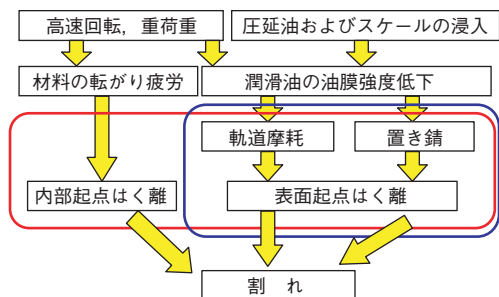 高速回転，重荷重
圧延油およびスケールの浸入
材料の転がり疲労
潤滑油の油膜強度低下
軌道摩耗
置き錆
内部起点はく離
表面起点はく離
割　れ